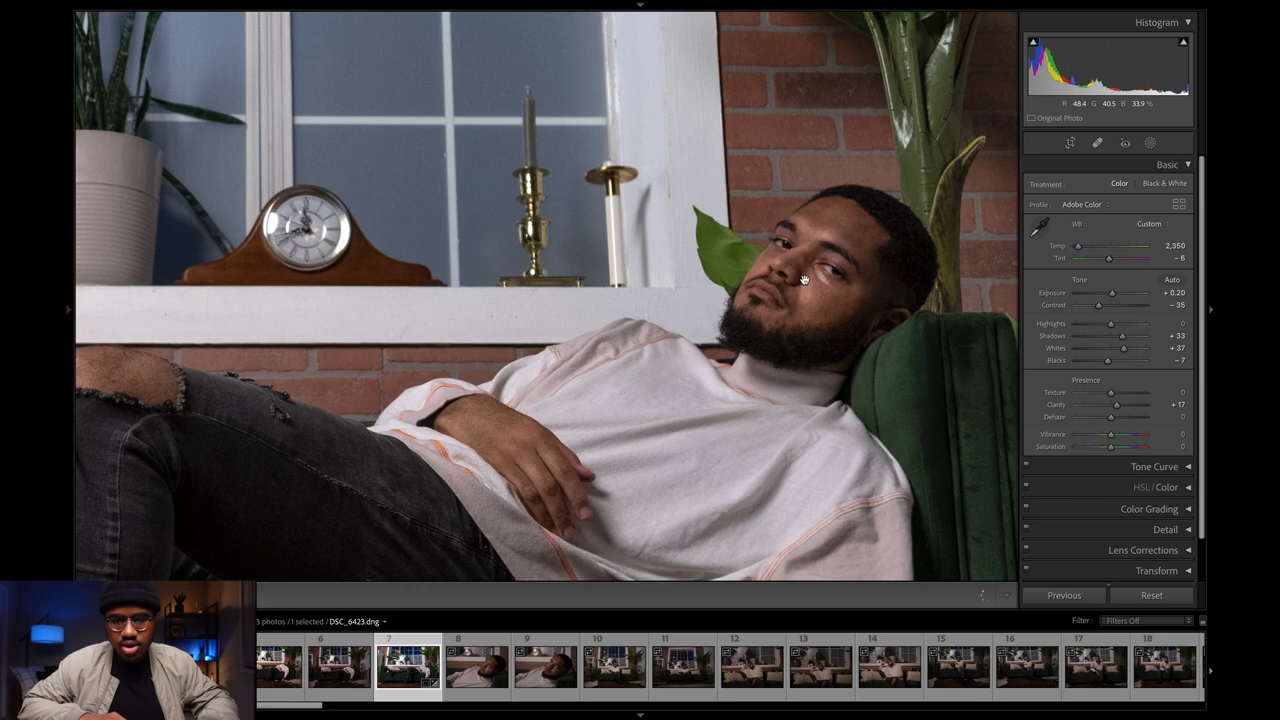 Histogram
R 48.4 G 40.5 B 33.9 %
Original Photo
Basic
Treatment : Color Black & White
Profile : Adobe Color
WB : Custom
Temp 2,350
Tint − 6
Tone Auto
Exposure + 0.20
Contrast − 35
Highlights 0
Shadows + 33
Whites + 37
Blacks − 7
Presence
Texture 0
Clarity + 17
Dehaze 0
Vibrance 0
Saturation 0
Tone Curve
HSL / Color
Color Grading
Detail
Lens Corrections
Transform
Previous Reset
3 photos / 1 selected / DSC_6423.dng
Filter : Filters Off
6 7 8 9 10 11 12 13 14 15 16 17 18